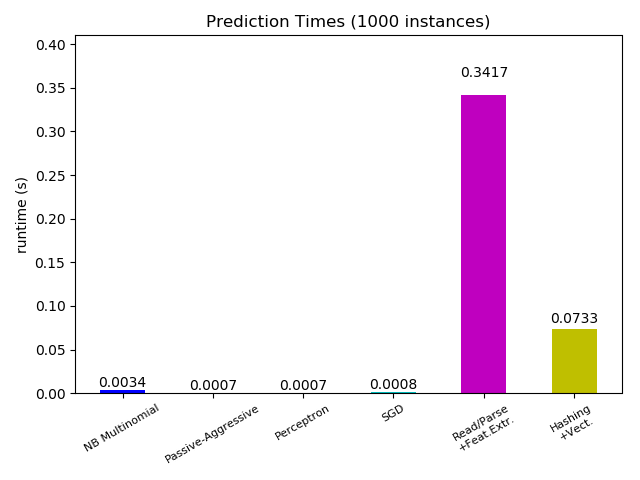 Prediction Times (1000 instances)
0.40
0.35
0.30
0.25
0.20
0.15
0.10
0.05
0.00
runtime (s)
0.0034
0.0007
0.0007
0.0008
0.3417
0.0733
NB Multinomial
Passive-Aggressive
Perceptron
SGD
Read/Parse
+Feat.Extr.
Hashing
+Vect.